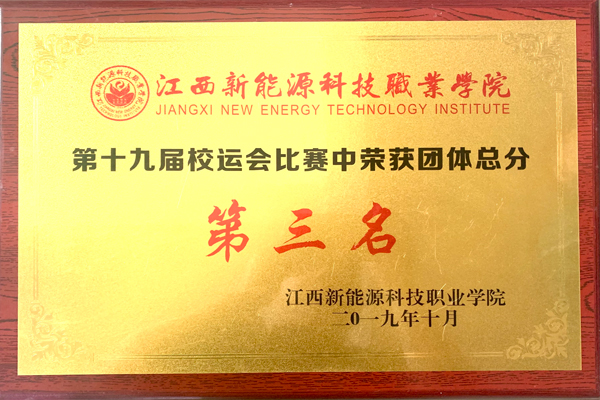 江西新能源科技職業學院
JIANGXI NEW ENERGY TECHNOLOGY INSTITUTE
第十九届校运会比赛中荣获团体总分
第三名
江西新能源科技职业学院
二0一九年十月